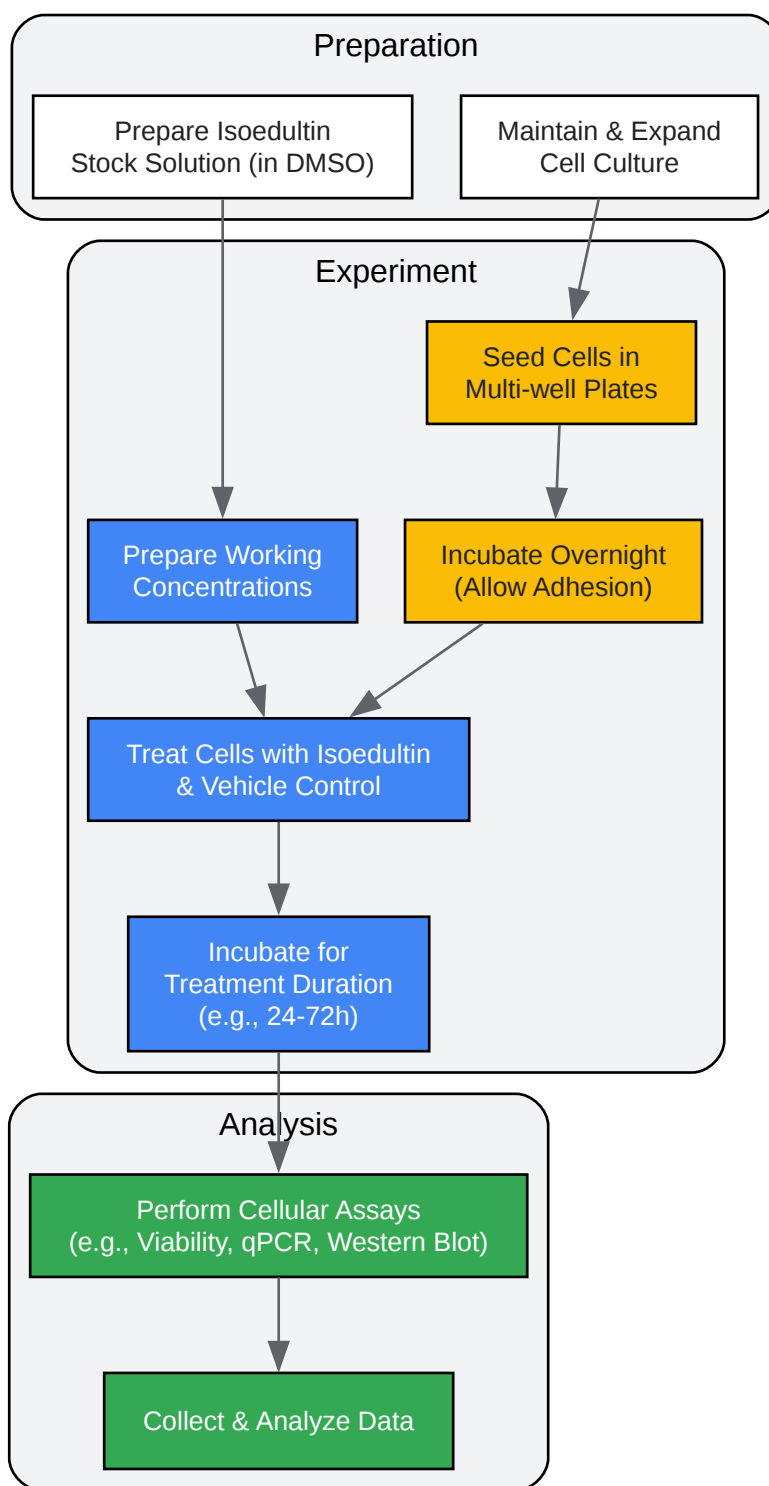 Preparation
Prepare Isoedultin
Stock Solution (in DMSO)
Maintain & Expand
Cell Culture
Experiment
Seed Cells in
Multi-well Plates
Prepare Working
Concentrations
Incubate Overnight
(Allow Adhesion)
Treat Cells with Isoedultin
& Vehicle Control
Incubate for
Treatment Duration
(e.g., 24-72h)
Analysis
Perform Cellular Assays
(e.g., Viability, qPCR, Western Blot)
Collect & Analyze Data